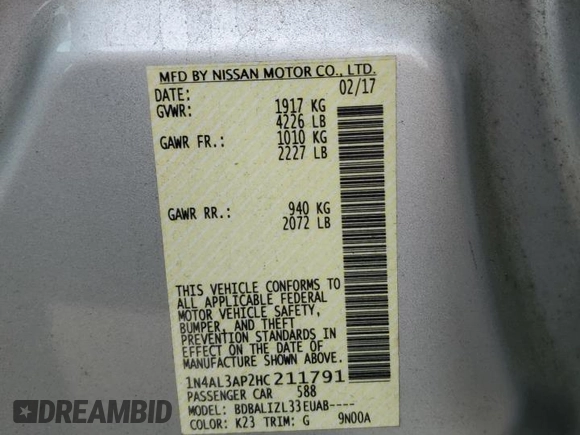 MFD BY NISSAN MOTOR CO., LTD.
DATE: 02/17
GVWR: 1917 KG
4226 LB
GAWR FR.: 1010 KG
2227 LB
GAWR RR.: 940 KG
2072 LB
THIS VEHICLE CONFORMS TO
ALL APPLICABLE FEDERAL
MOTOR VEHICLE SAFETY,
BUMPER, AND THEFT
PREVENTION STANDARDS IN
EFFECT ON THE DATE OF
MANUFACTURE SHOWN ABOVE.
1N4AL3AP2HC211791
PASSENGER CAR 588
MODEL: BDBALIZL33EUAB----
COLOR: K23 TRIM: G 9N00A
© 2024 BIDCARS